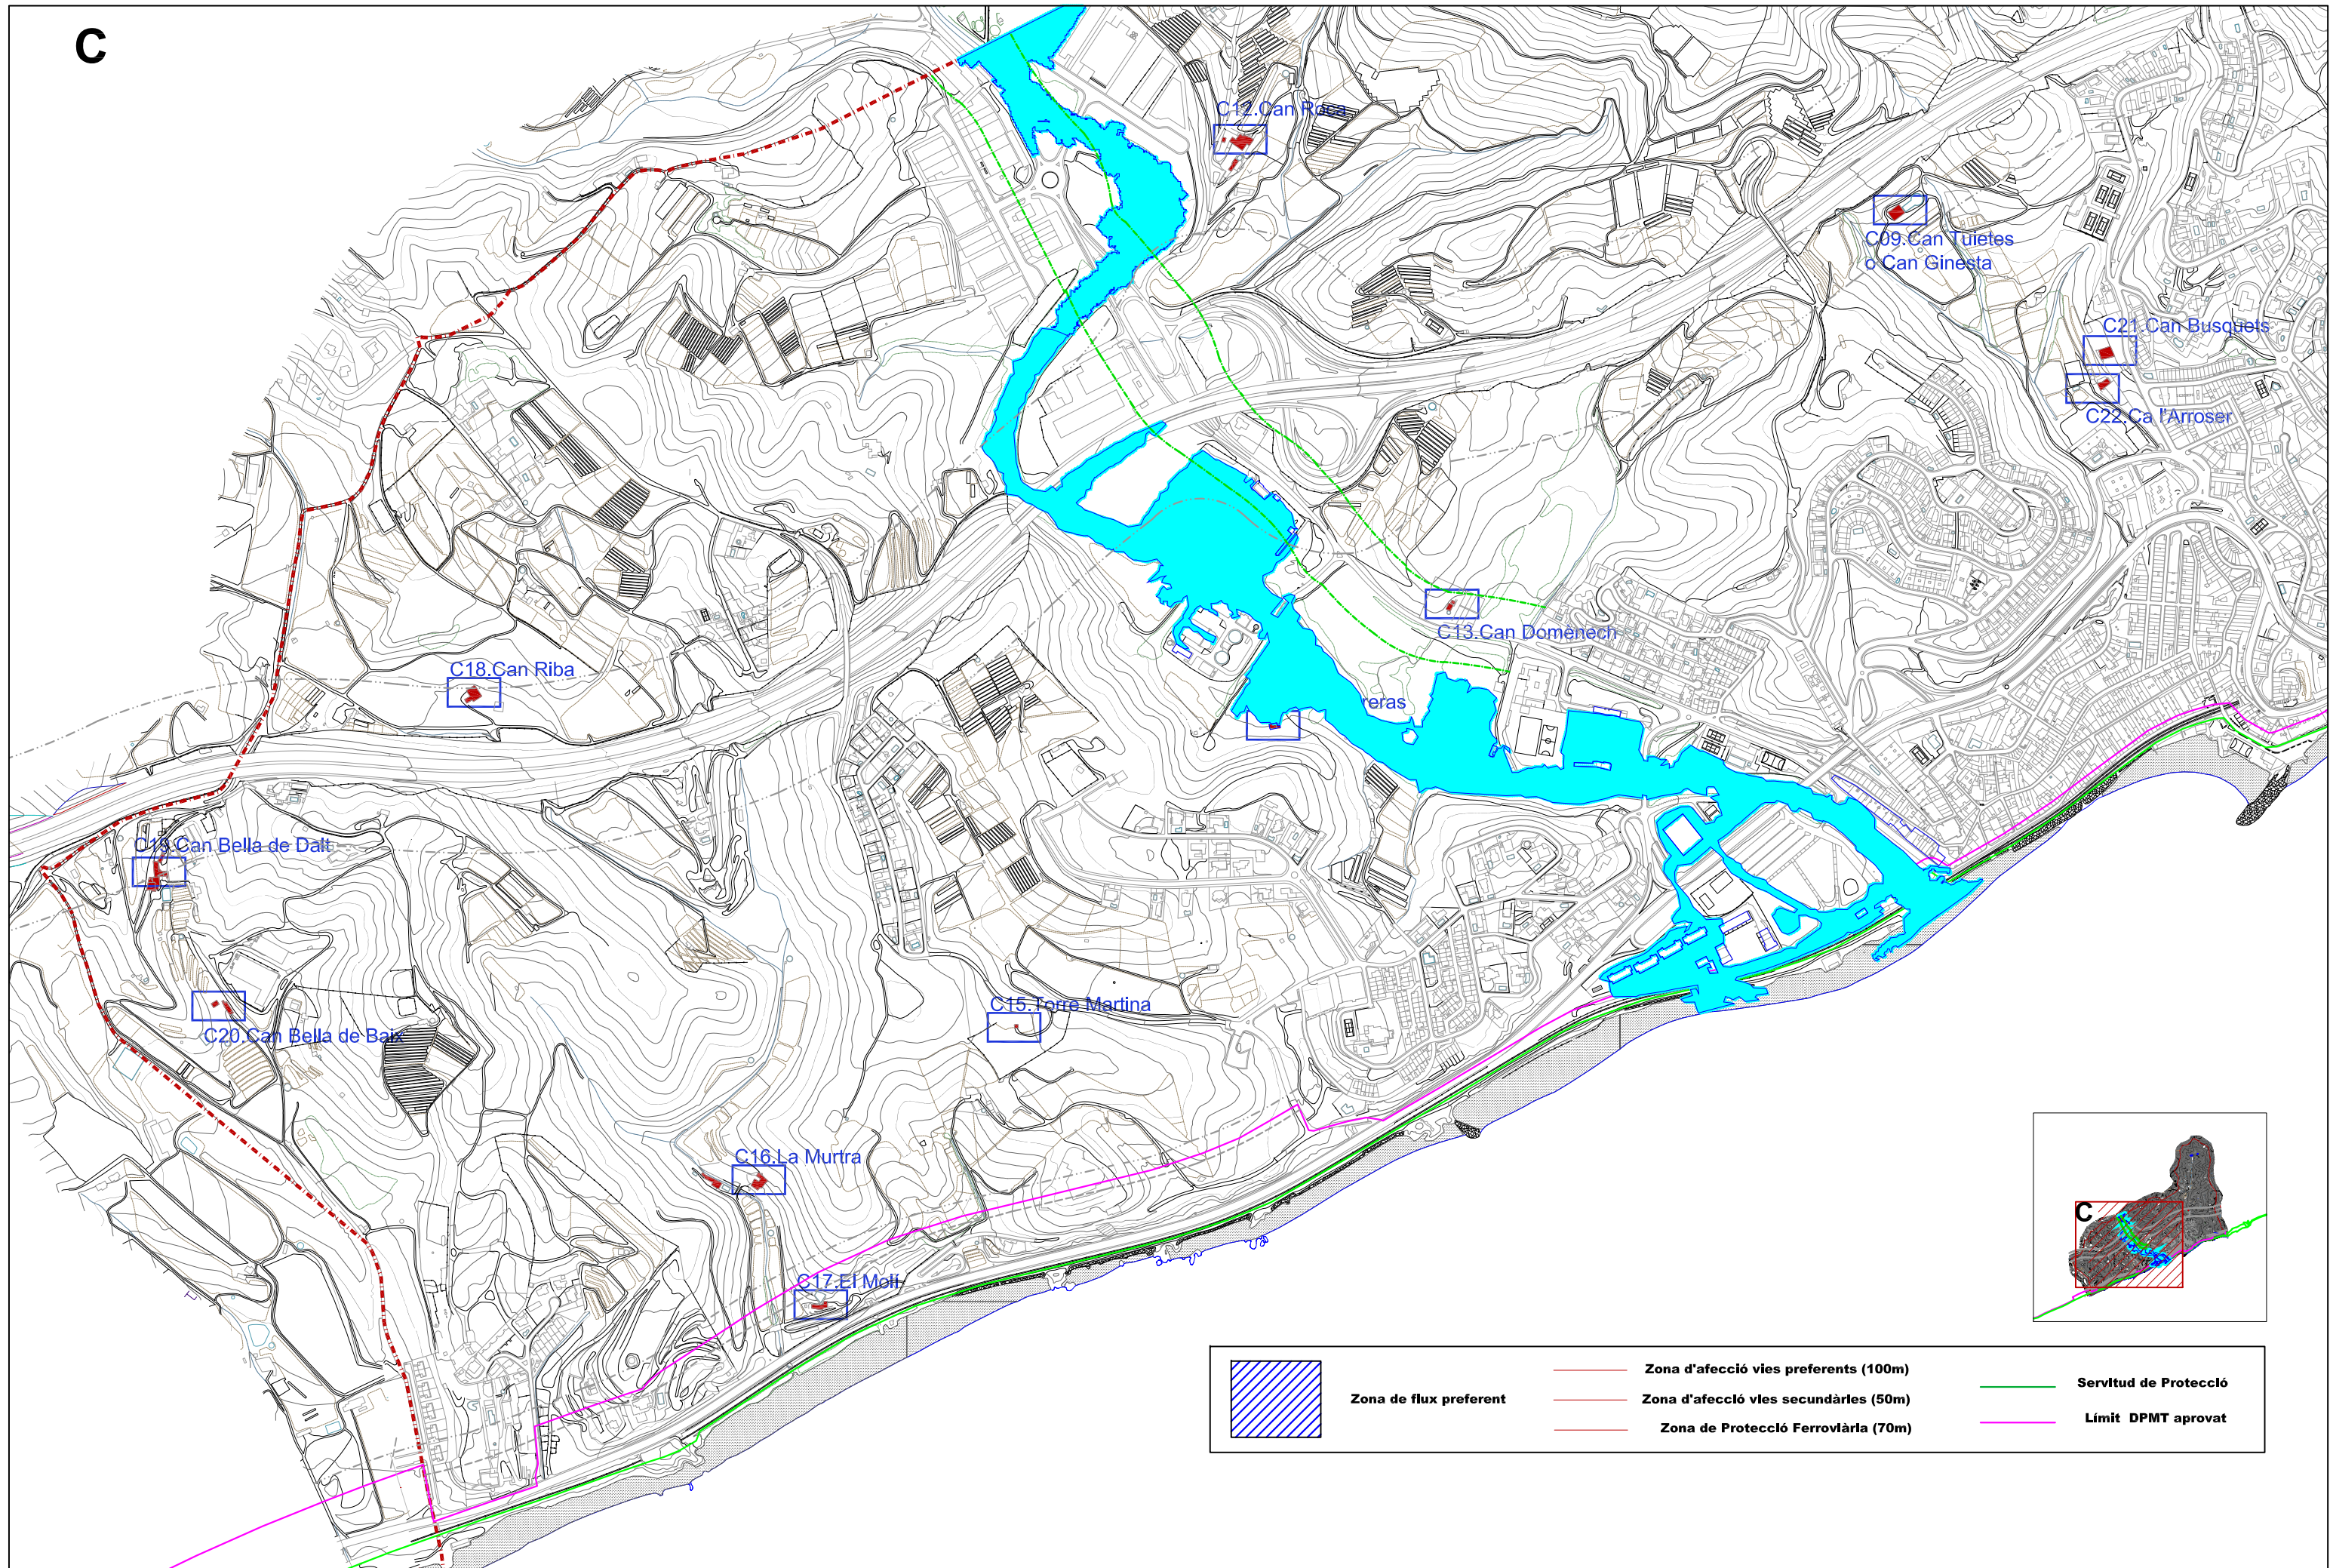 C
C12.Can Roca
C09.Can Tuietes
o Can Ginesta
C21.Can Busquets
C22.Ca l'Arroser
C13.Can Domènech
C18.Can Riba
reras
C19.Can Bella de Dalt
C20.Can Bella de Baix
C15.Torre Martina
C16.La Murtra
C17.El Molí
C
Zona de flux preferent
Zona d'afecció vies preferents (100m)
Zona d'afecció vies secundàries (50m)
Zona de Protecció Ferroviària (70m)
Servitud de Protecció
Límit DPMT aprovat